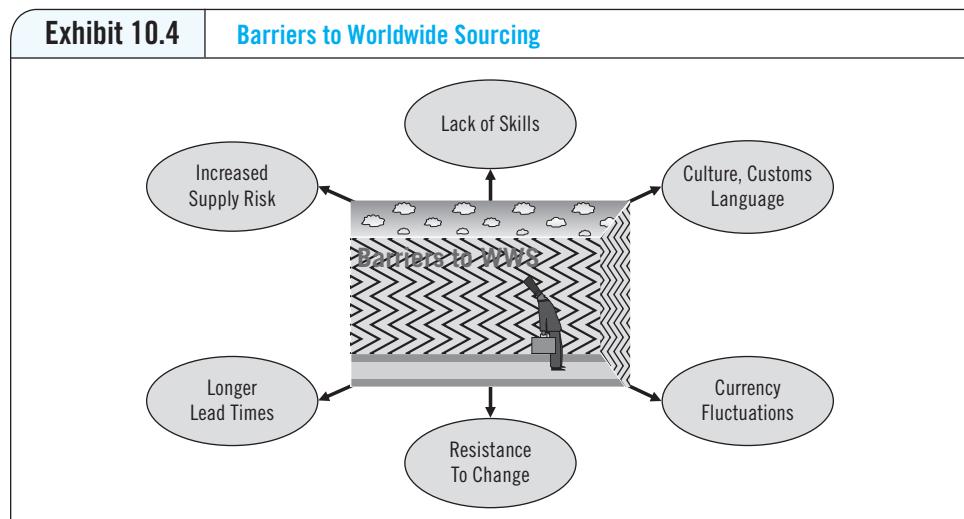 Exhibit 10.4
Barriers to Worldwide Sourcing
Lack of Skills
Increased
Supply Risk
Culture, Customs
Language
Barriers to WWS
Longer
Lead Times
Currency
Fluctuations
Resistance
To Change